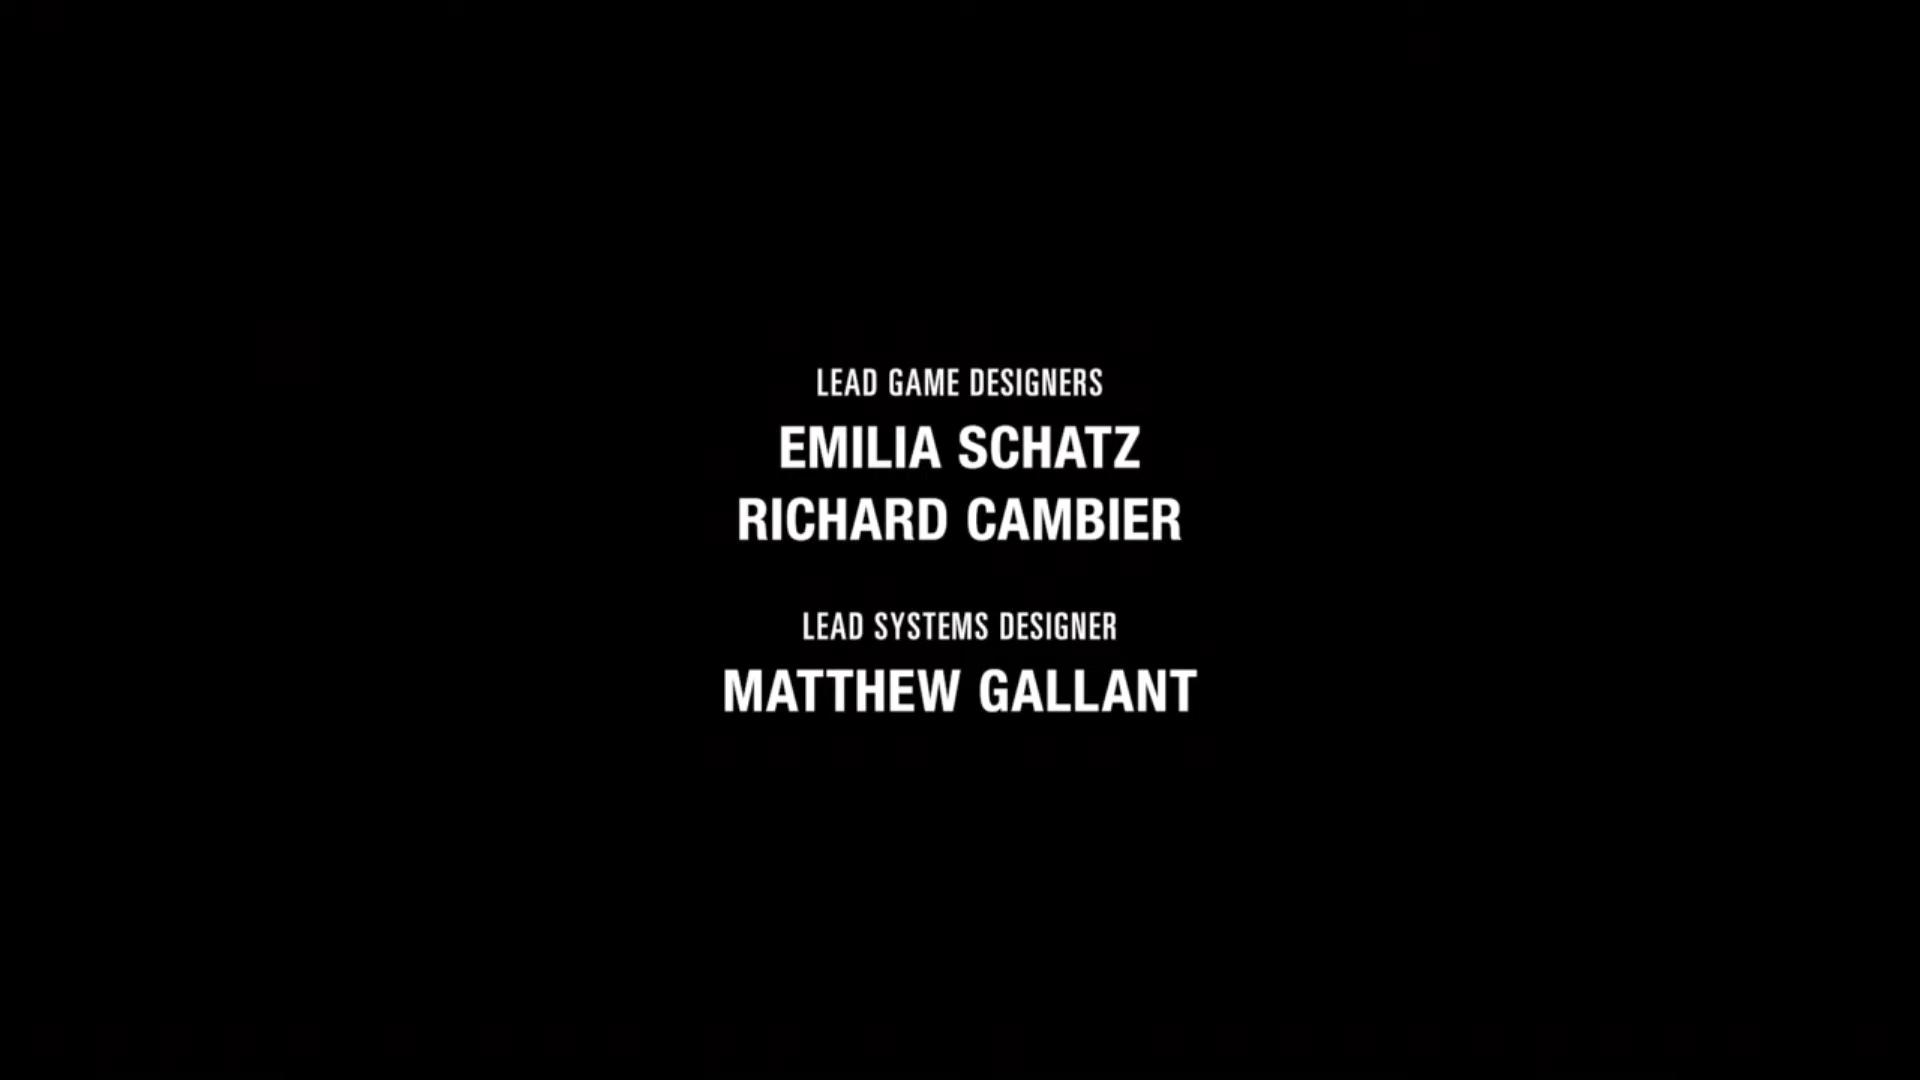 LEAD GAME DESIGNERS
EMILIA SCHATZ
RICHARD CAMBIER
LEAD SYSTEMS DESIGNER
MATTHEW GALLANT